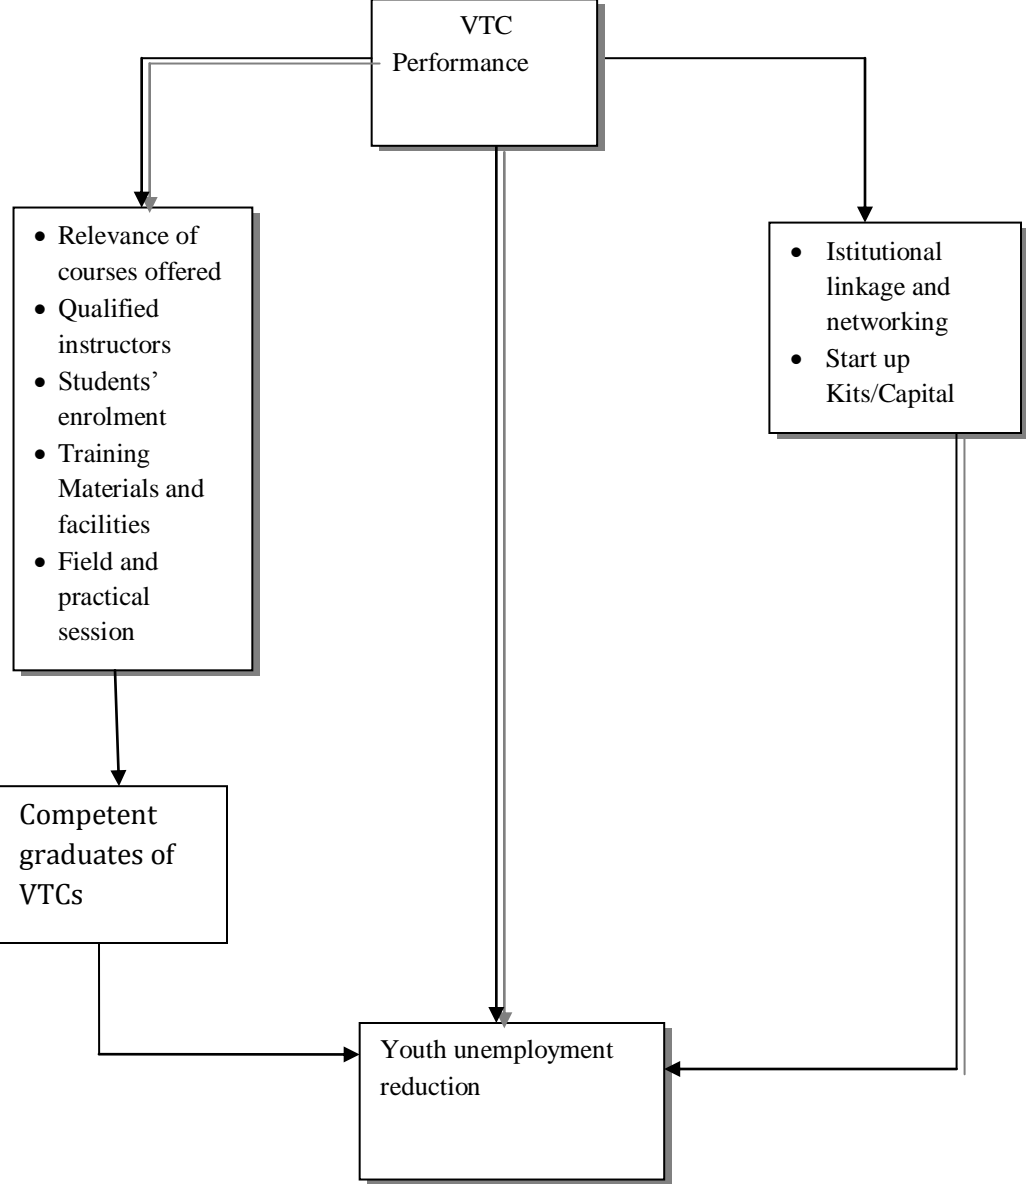 VTC
Performance
• Relevance of
courses offered
• Qualified
instructors
• Students’
enrolment
• Training
Materials and
facilities
• Field and
practical
session
• Istitutional
linkage and
networking
• Start up
Kits/Capital
Competent
graduates of
VTCs
Youth unemployment
reduction